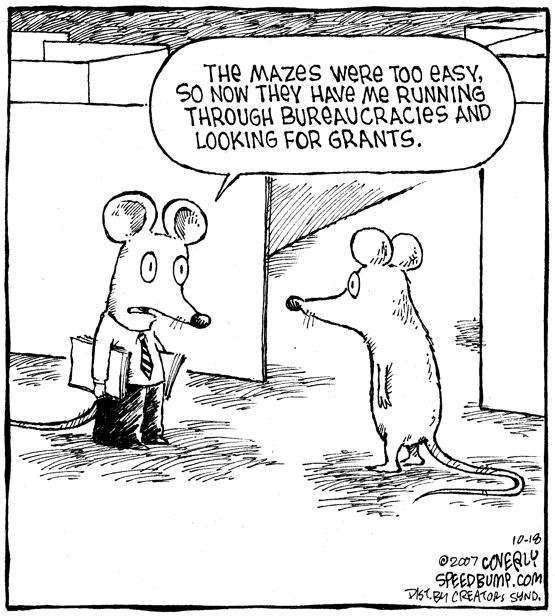 THE MAZES WERE TOO EASY,
SO NOW THEY HAVE ME RUNNING
THROUGH BUREAUCRACIES AND
LOOKING FOR GRANTS.
10-18
©2007 COVERLY
SPEEDBUMP.COM
DIST. BY CREATORS SYND.